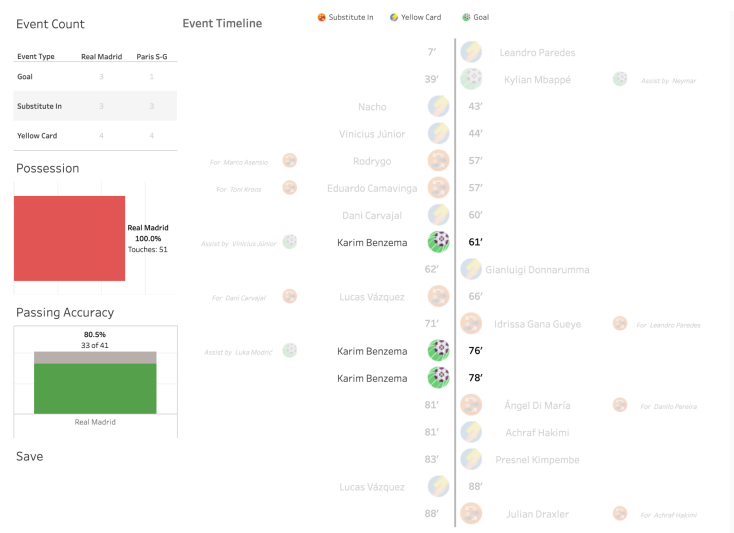 Event Count
Event Timeline
Substitute In
Yellow Card
Goal
Event Type Real Madrid Paris S-G
Goal 3 1
Substitute In 3 3
Yellow Card 4 4
Possession
Real Madrid
100.0%
Touches: 51
Passing Accuracy
80.5%
33 of 41
Real Madrid
Save
7' Leandro Paredes
39' Kylian Mbappé Assist by Neymar
Nacho 43'
Vinicius Júnior 44'
For Marco Asensio Rodrygo 57'
For Toni Kroos Eduardo Camavinga 57'
Dani Carvajal 60'
Assist by Vinicius Júnior Karim Benzema 61'
62' Gianluigi Donnarumma
For Dani Carvajal Lucas Vázquez 66'
71' Idrissa Gana Gueye For Leandro Paredes
Assist by Luka Modrić Karim Benzema 76'
Karim Benzema 78'
81' Ángel Di María For Danilo Pereira
81' Achraf Hakimi
83' Presnel Kimpembe
Lucas Vázquez 88'
88' Julian Draxler For Achraf Hakimi